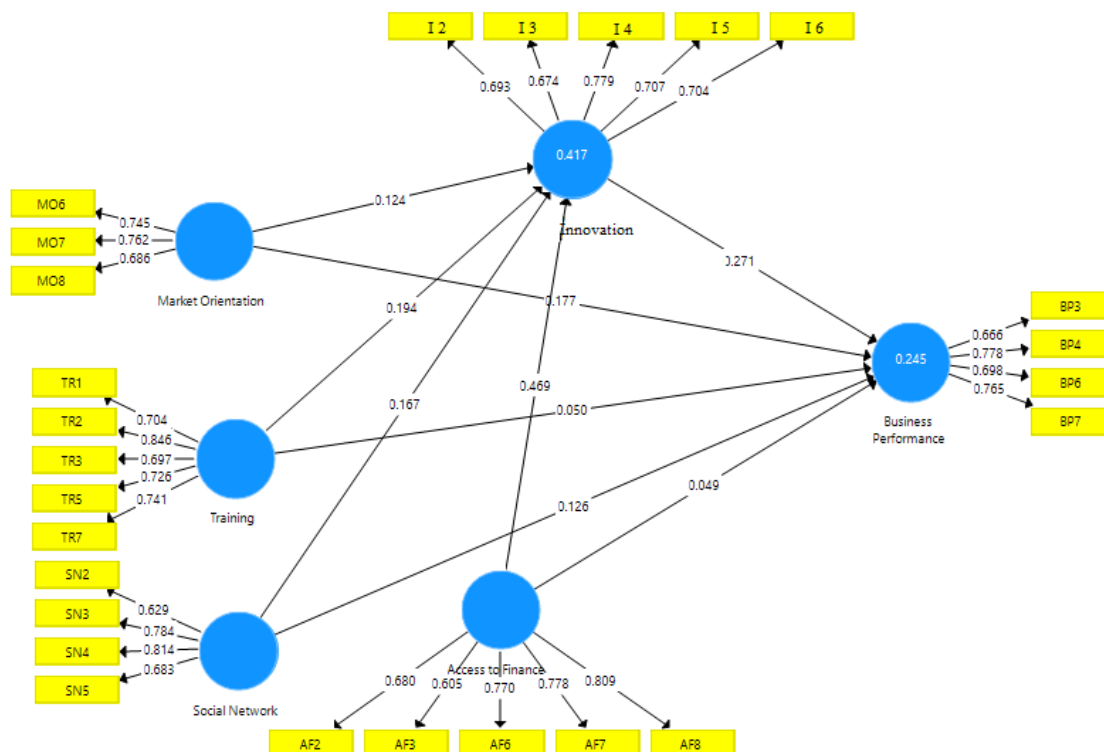 I 2
I 3
I 4
I 5
I 6
0.693
0.674
0.779
0.707
0.704
0.417
Innovation
MO6
MO7
MO8
0.745
0.762
0.686
Market Orientation
0.124
0.194
0.167
0.469
0.271
0.177
0.050
0.126
0.049
0.245
Business
Performance
0.666
0.778
0.698
0.765
BP3
BP4
BP6
BP7
TR1
TR2
TR3
TR5
TR7
0.704
0.846
0.697
0.726
0.741
Training
SN2
SN3
SN4
SN5
0.629
0.784
0.814
0.683
Social Network
Access to Finance
0.680
0.605
0.770
0.778
0.809
AF2
AF3
AF6
AF7
AF8